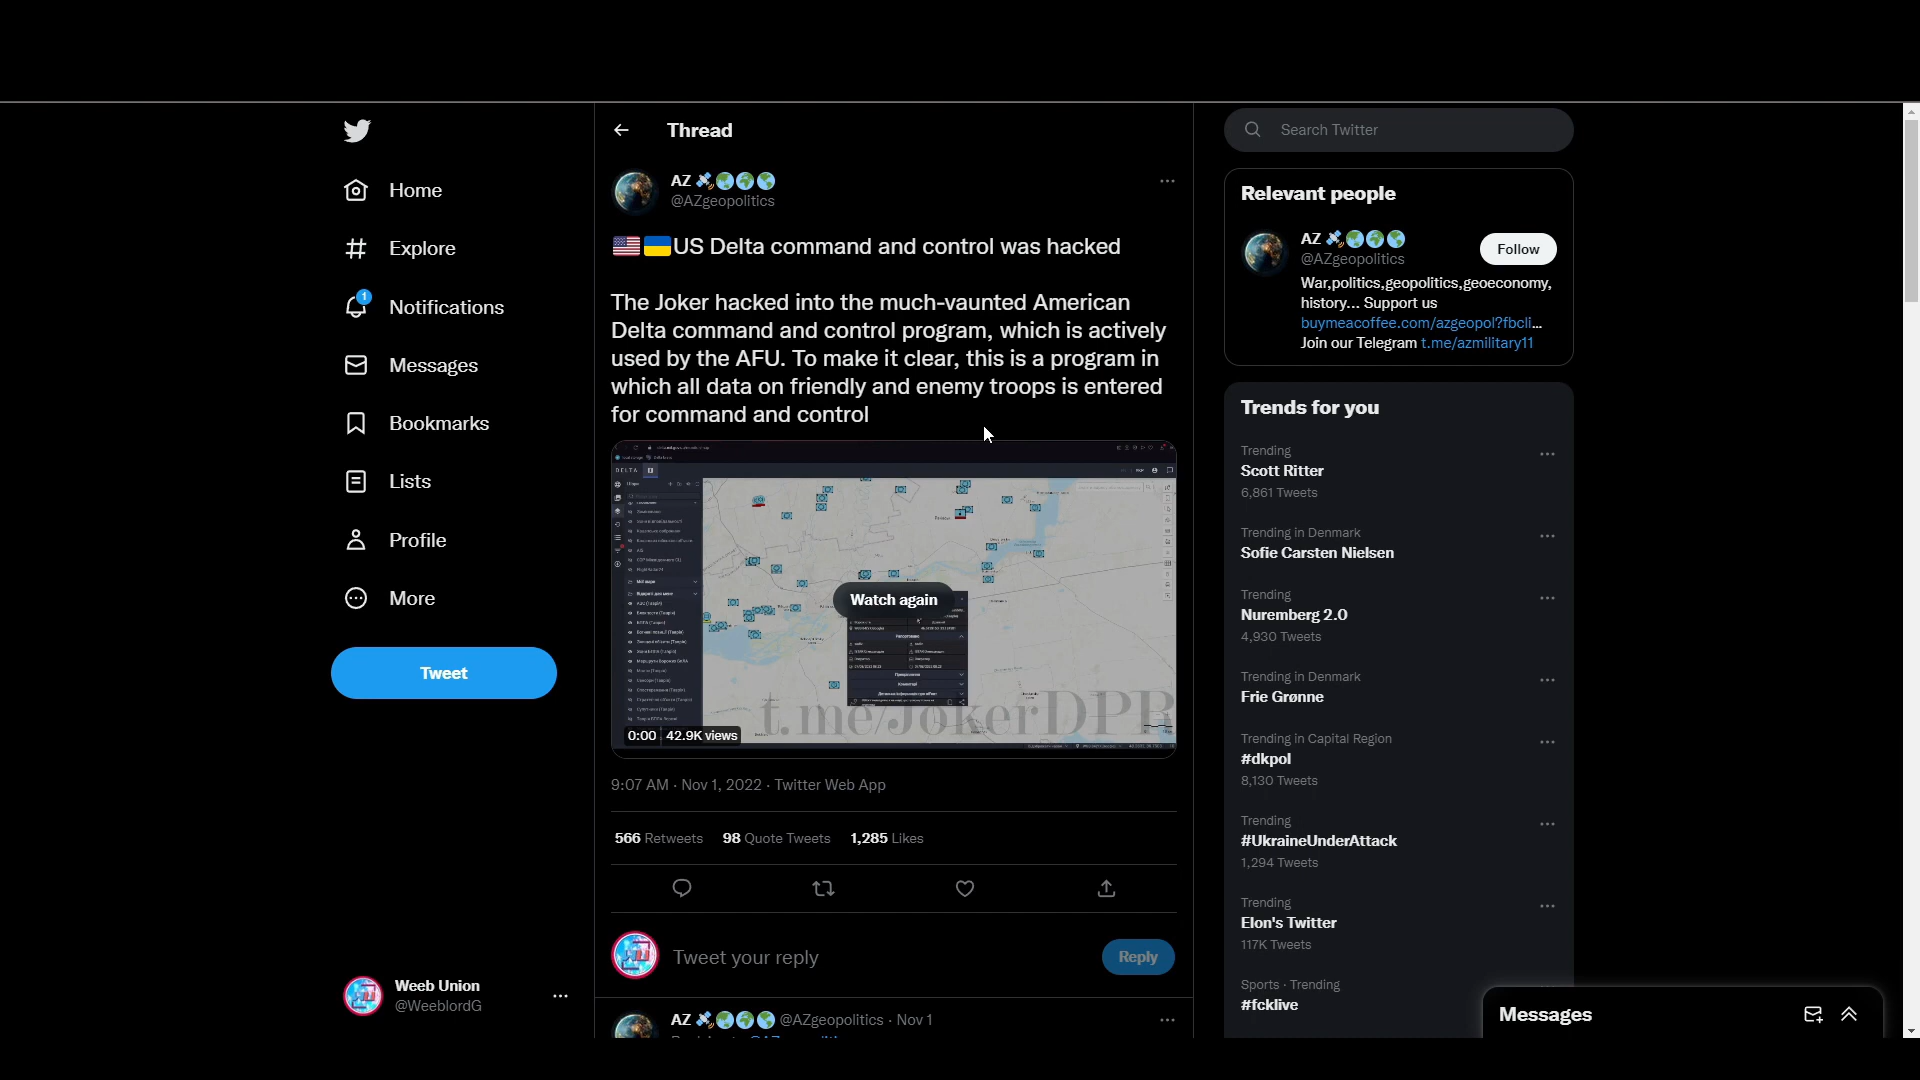 Home
Explore
1
Notifications
Messages
Bookmarks
Lists
Profile
More
Tweet
Weeb Union
@WeeblordG
Thread
AZ
@AZgeopolitics
US Delta command and control was hacked
The Joker hacked into the much-vaunted American
Delta command and control program, which is actively
used by the AFU. To make it clear, this is a program in
which all data on friendly and enemy troops is entered
for command and control
DELTA
Watch again
t.me/JokerDPR
0:00 42.9K views
9:07 AM · Nov 1, 2022 · Twitter Web App
566 Retweets 98 Quote Tweets 1,285 Likes
Tweet your reply
Reply
AZ @AZgeopolitics · Nov 1
Search Twitter
Relevant people
AZ
@AZgeopolitics
Follow
War,politics,geopolitics,geoeconomy,
history... Support us
buymeacoffee.com/azgeopol?fbcli...
Join our Telegram t.me/azmilitary11
Trends for you
Trending
Scott Ritter
6,861 Tweets
Trending in Denmark
Sofie Carsten Nielsen
Trending
Nuremberg 2.0
4,930 Tweets
Trending in Denmark
Frie Grønne
Trending in Capital Region
#dkpol
8,130 Tweets
Trending
#UkraineUnderAttack
1,294 Tweets
Trending
Elon's Twitter
117K Tweets
Sports · Trending
#fcklive
Messages